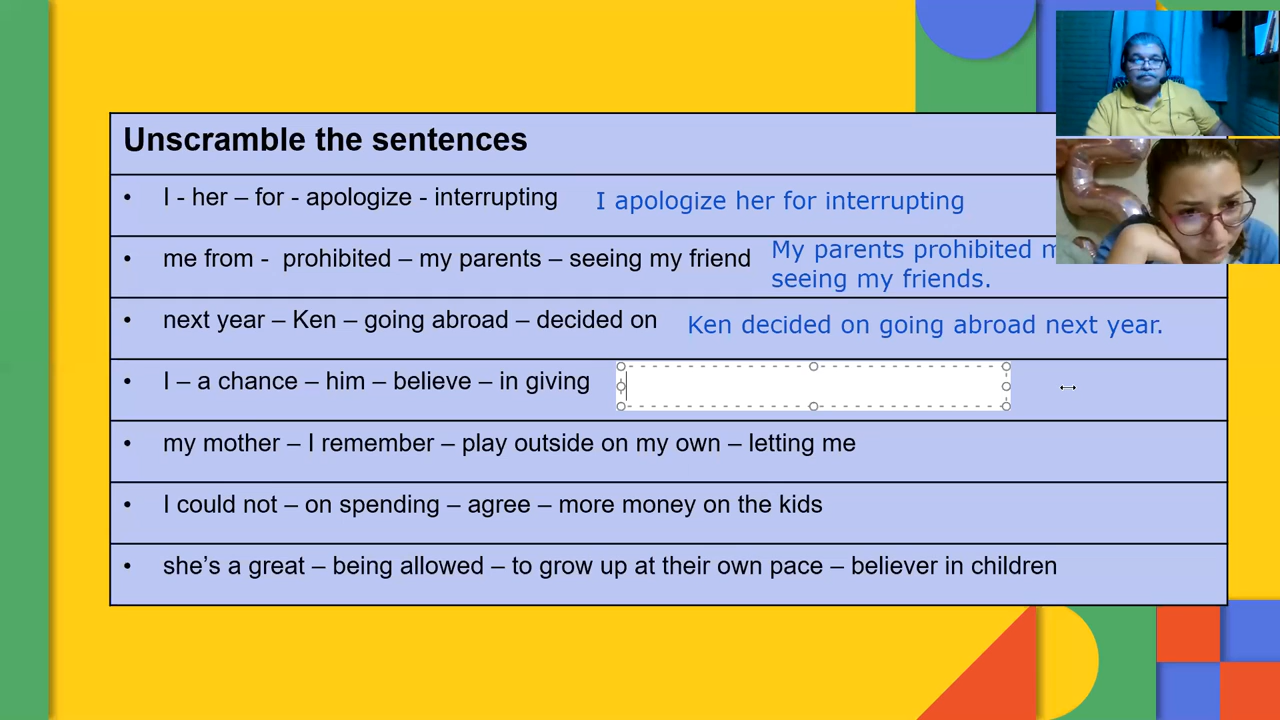 Unscramble the sentences
• I - her – for - apologize - interrupting I apologize her for interrupting
• me from - prohibited – my parents – seeing my friend My parents prohibited
seeing my friends.
• next year – Ken – going abroad – decided on Ken decided on going abroad next year.
• I – a chance – him – believe – in giving
• my mother – I remember – play outside on my own – letting me
• I could not – on spending – agree – more money on the kids
• she’s a great – being allowed – to grow up at their own pace – believer in children